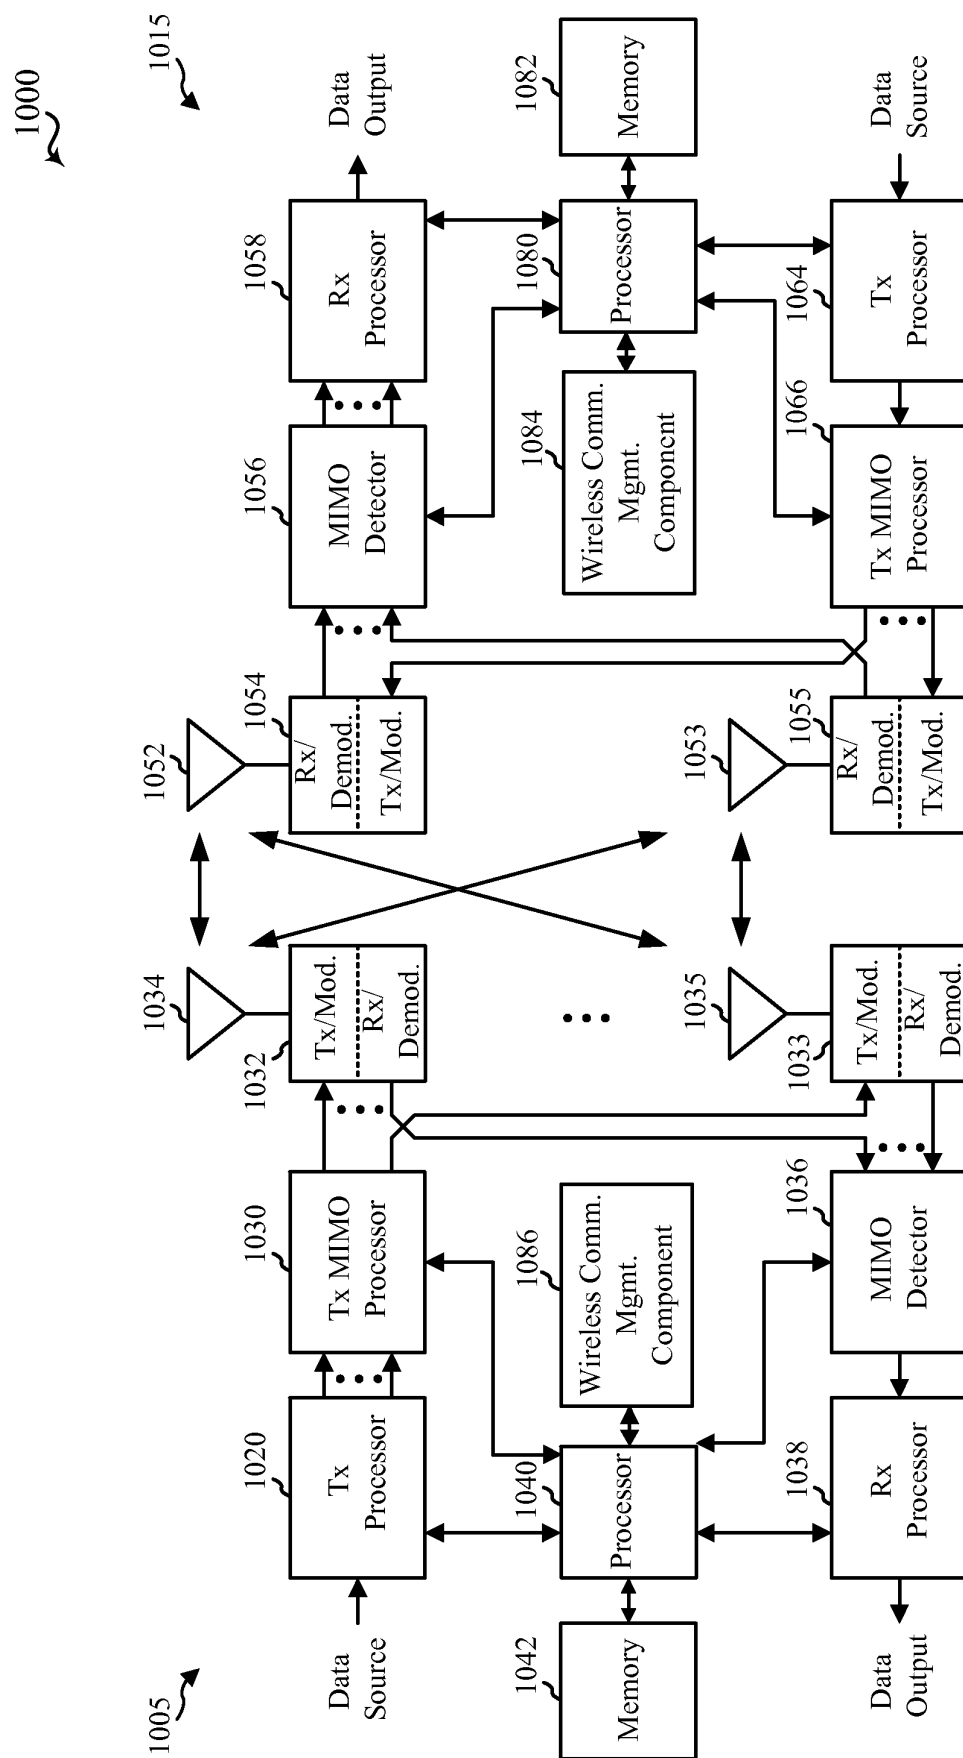 1000
1005
1015
Data
Source
1020
Tx
Processor
1030
Tx MIMO
Processor
1032
Tx/Mod.
Rx/
Demod.
1034
1052
1054
Rx/
Demod.
Tx/Mod.
1056
MIMO
Detector
1058
Rx
Processor
Data
Output
1042
Memory
1040
Processor
1086
Wireless Comm.
Mgmt.
Component
1084
Wireless Comm.
Mgmt.
Component
1080
Processor
1082
Memory
Data
Output
1038
Rx
Processor
1036
MIMO
Detector
1033
Tx/Mod.
Rx/
Demod.
1035
1053
1055
Rx/
Demod.
Tx/Mod.
1066
Tx MIMO
Processor
1064
Tx
Processor
Data
Source